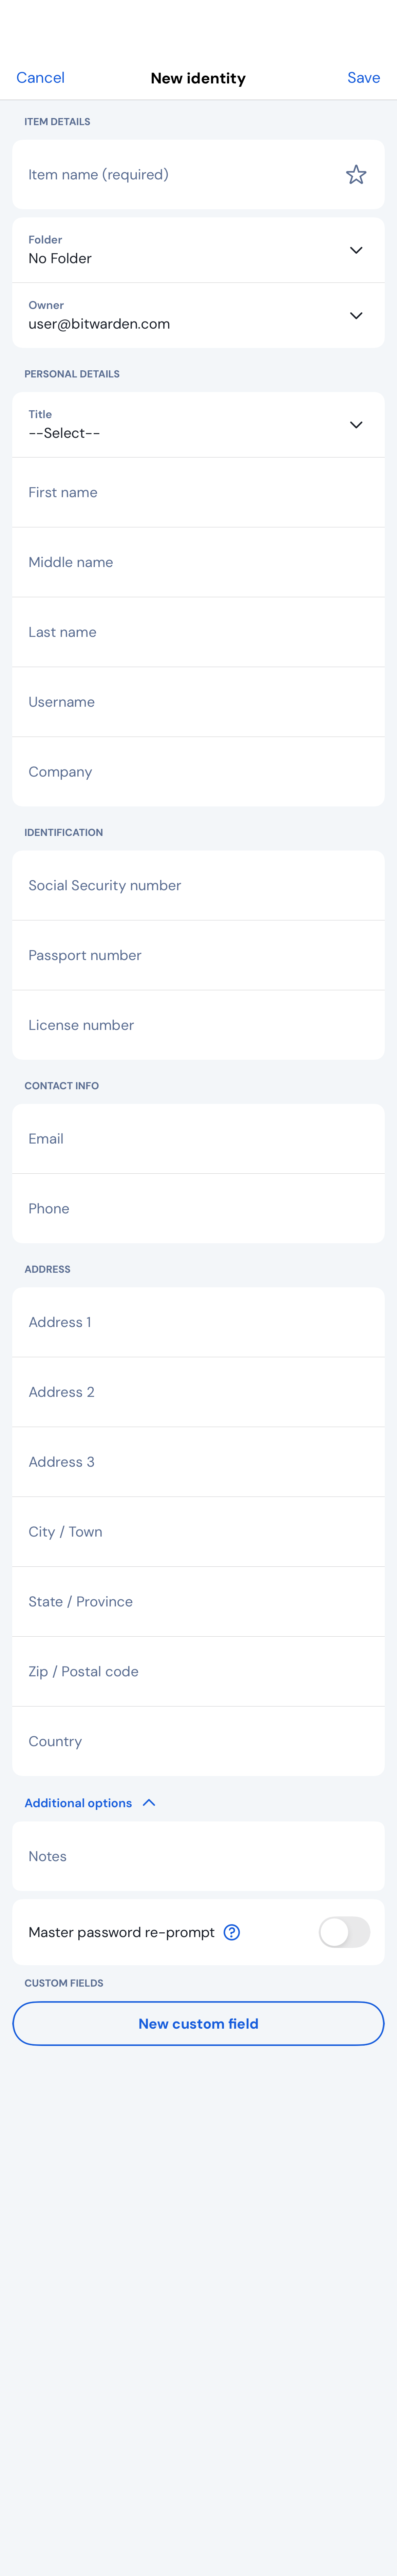 Cancel
New identity
Save
ITEM DETAILS
Item name (required)
Folder
No Folder
Owner
user@bitwarden.com
PERSONAL DETAILS
Title
--Select--
First name
Middle name
Last name
Username
Company
IDENTIFICATION
Social Security number
Passport number
License number
CONTACT INFO
Email
Phone
ADDRESS
Address 1
Address 2
Address 3
City / Town
State / Province
Zip / Postal code
Country
Additional options
Notes
Master password re-prompt
CUSTOM FIELDS
New custom field